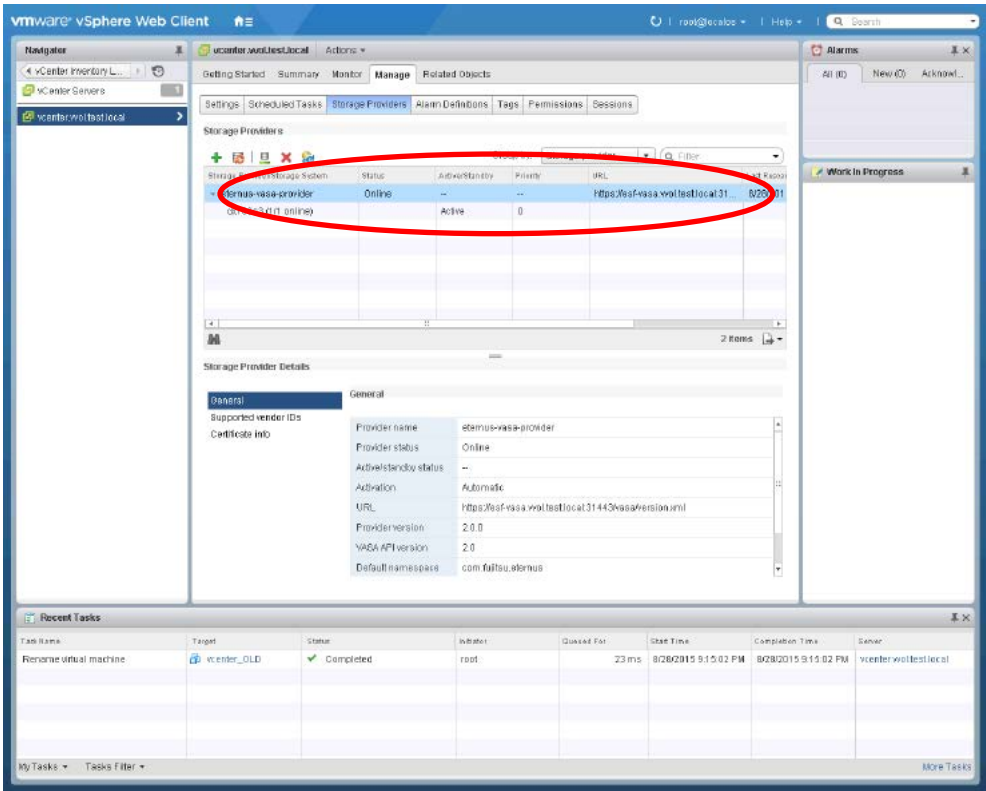 vmware vSphere Web Client
root@localos
Help
Search
Navigator
vCenter Inventory L...
vCenter Servers 1
vcenter.wol.test.local
vcenter.wol.test.local Actions
Getting Started Summary Monitor Manage Related Objects
Settings Scheduled Tasks Storage Providers Alarm Definitions Tags Permissions Sessions
Storage Providers
Filter
Status Active/Standby Priority URL
eternus-vasa-provider Online -- -- https://esf-vasa.wol.test.local:31...
(1/1 online) Active 0
2 items
Storage Provider Details
General
Supported vendor IDs
Certificate info
General
Provider name eternus-vasa-provider
Provider status Online
Active/standby status --
Activation Automatic
URL https://esf-vasa.wol.test.local:31443/vasa/version.xml
Provider version 2.0.0
VASA API version 2.0
Default namespace com.fujitsu.eternus
Alarms
All (0) New (0) Acknowl...
Work In Progress
Recent Tasks
Task Name Target Status Initiator Queued For Start Time Completion Time Server
Rename virtual machine vcenter_OLD Completed root 23 ms 8/28/2015 9:15:02 PM 8/28/2015 9:15:02 PM vcenter.wol.test.local
My Tasks Tasks Filter
More Tasks